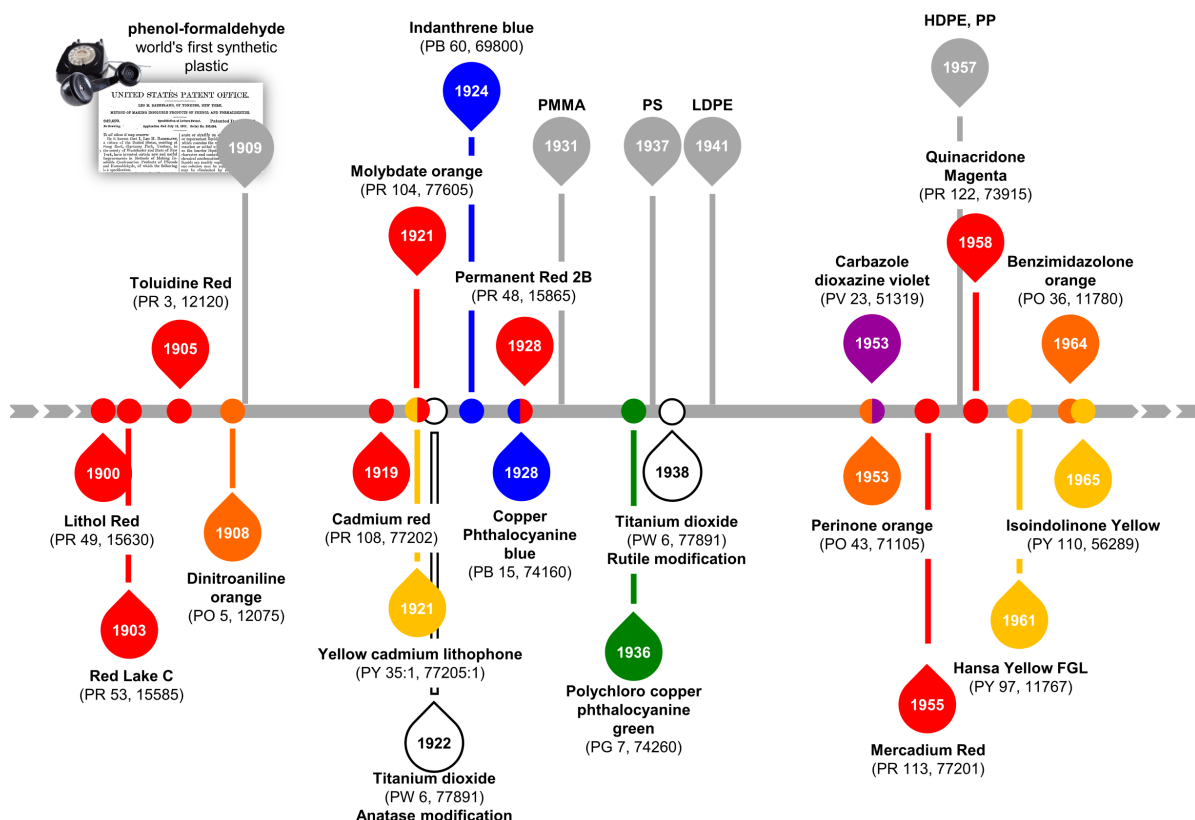 phenol-formaldehyde
world's first synthetic
plastic
UNITED STATES PATENT OFFICE.
1909
Toluidine Red
(PR 3, 12120)
1905
Indanthrene blue
(PB 60, 69800)
1924
Molybdate orange
(PR 104, 77605)
1921
Permanent Red 2B
(PR 48, 15865)
1928
PMMA
1931
PS
1937
LDPE
1941
HDPE, PP
1957
Quinacridone
Magenta
(PR 122, 73915)
1958
Carbazole
dioxazine violet
(PV 23, 51319)
1953
Benzimidazolone
orange
(PO 36, 11780)
1964
1900
Lithol Red
(PR 49, 15630)
1903
Red Lake C
(PR 53, 15585)
1908
Dinitroaniline
orange
(PO 5, 12075)
1919
Cadmium red
(PR 108, 77202)
1921
Yellow cadmium lithophone
(PY 35:1, 77205:1)
1922
Titanium dioxide
(PW 6, 77891)
Anatase modification
1928
Copper
Phthalocyanine
blue
(PB 15, 74160)
1936
Polychloro copper
phthalocyanine
green
(PG 7, 74260)
1938
Titanium dioxide
(PW 6, 77891)
Rutile modification
1953
Perinone orange
(PO 43, 71105)
1955
Mercadium Red
(PR 113, 77201)
1965
Isoindolinone Yellow
(PY 110, 56289)
1961
Hansa Yellow FGL
(PY 97, 11767)